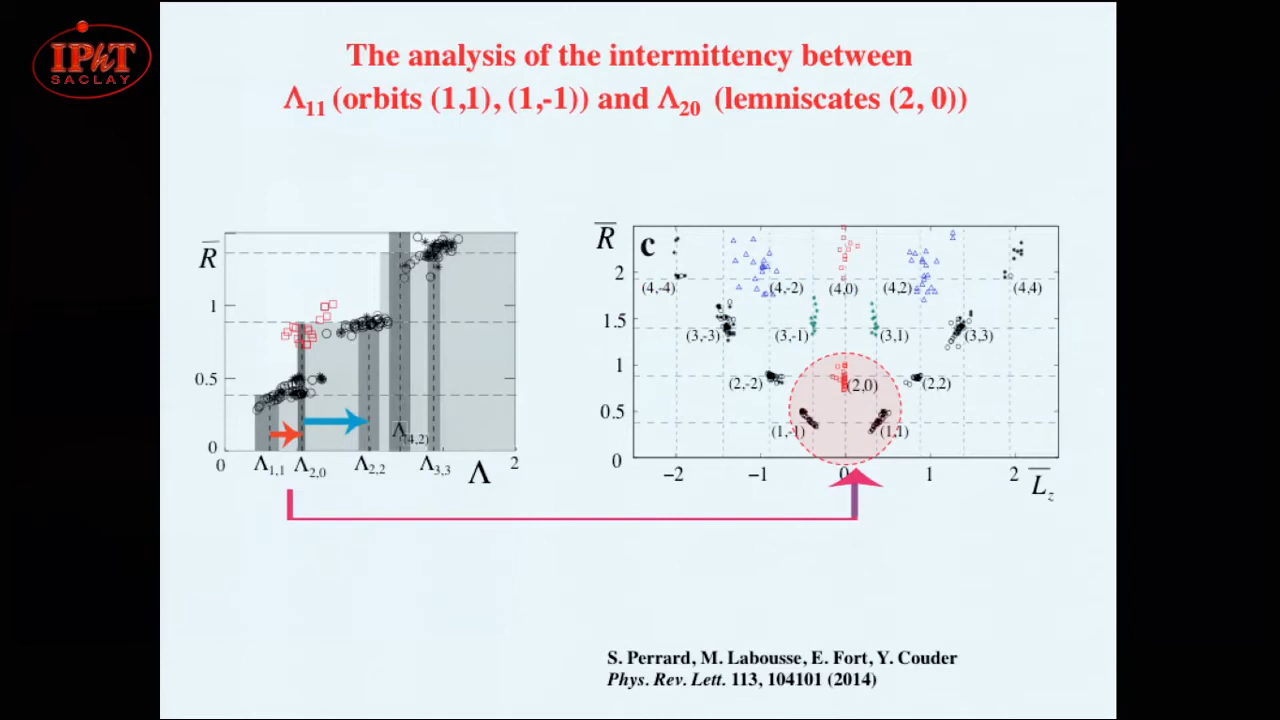 IPhT
SACLAY
The analysis of the intermittency between
Λ11 (orbits (1,1), (1,-1)) and Λ20 (lemniscates (2, 0))
R
1
0.5
0
0
Λ1,1
Λ2,0
Λ2,2
Λ(4,2)
Λ3,3
Λ
2
R
c
2
1.5
1
0.5
0
(4,-4)
(4,-2)
(4,0)
(4,2)
(4,4)
(3,-3)
(3,-1)
(3,1)
(3,3)
(2,-2)
(2,0)
(2,2)
(1,-1)
(1,1)
−2
−1
0
1
2
Lz
S. Perrard, M. Labousse, E. Fort, Y. Couder
Phys. Rev. Lett. 113, 104101 (2014)